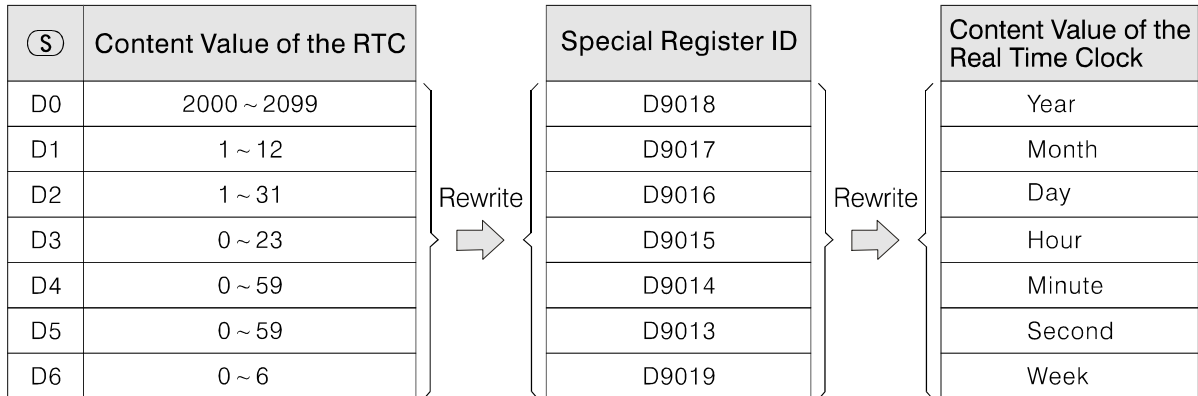 S Content Value of the RTC Special Register ID Content Value of the
Real Time Clock
D0 2000 ~ 2099 D9018 Year
D1 1 ~ 12 D9017 Month
D2 1 ~ 31 D9016 Day
Rewrite Rewrite
D3 0 ~ 23 D9015 Hour
D4 0 ~ 59 D9014 Minute
D5 0 ~ 59 D9013 Second
D6 0 ~ 6 D9019 Week